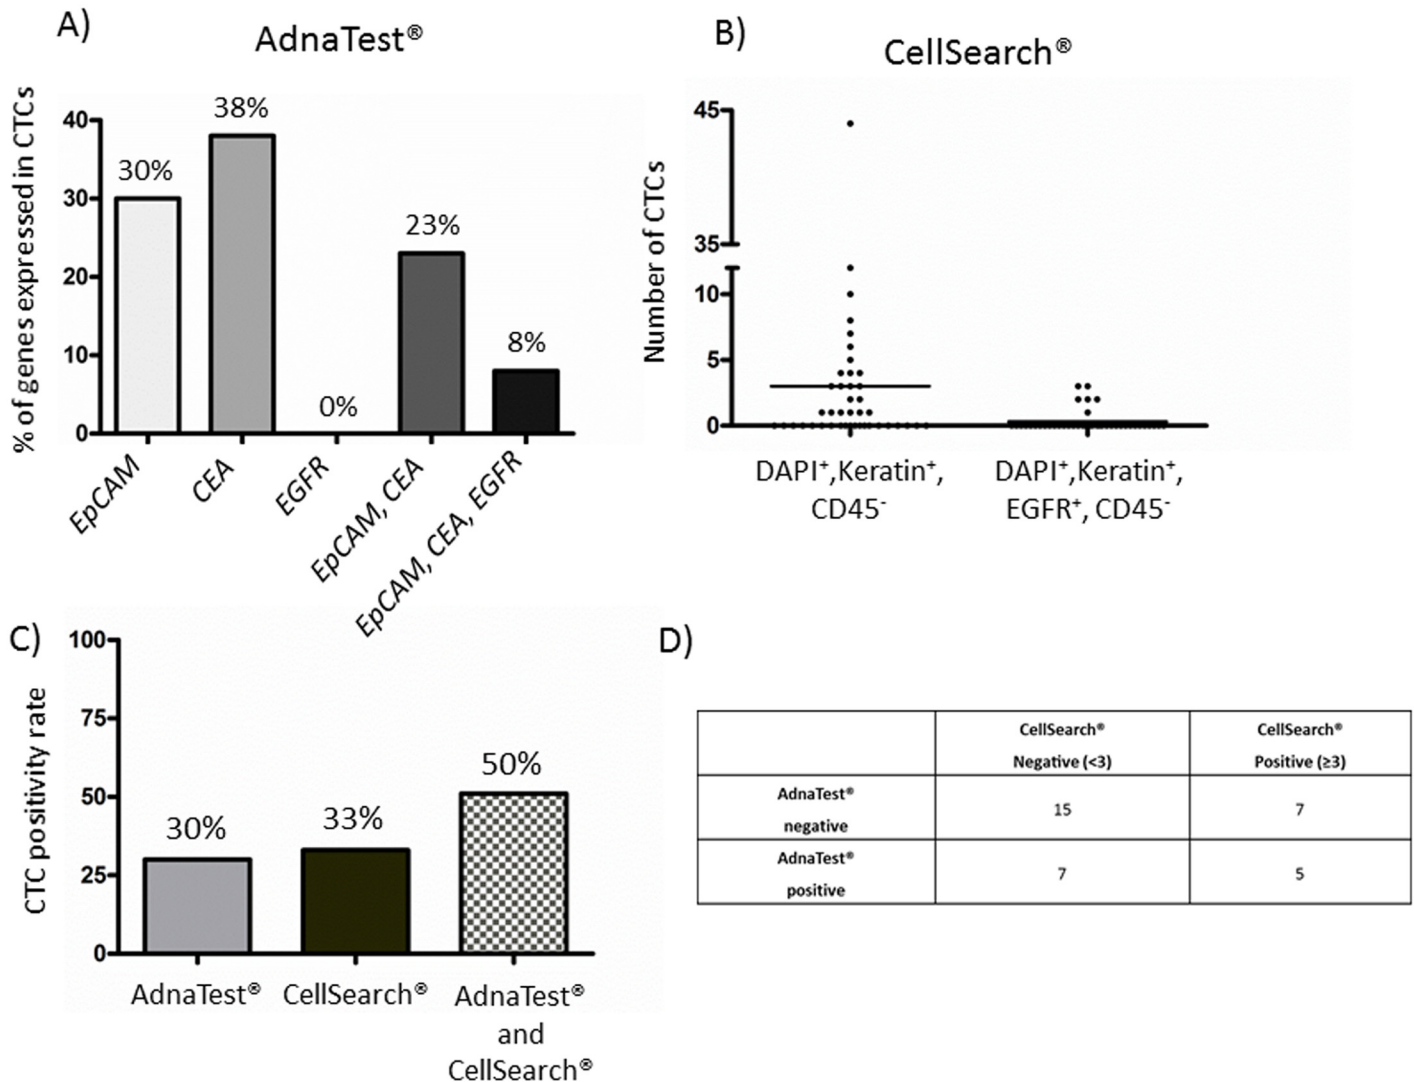 A)
AdnaTest®
% of genes expressed in CTCs
40
30
20
10
0
30%
38%
0%
23%
8%
EpCAM
CEA
EGFR
EpCAM, CEA
EpCAM, CEA, EGFR
B)
CellSearch®
Number of CTCs
45
35
10
5
0
DAPI⁺,Keratin⁺,
CD45⁻
DAPI⁺,Keratin⁺,
EGFR⁺, CD45⁻
C)
CTC positivity rate
100
75
50
25
0
30%
33%
50%
AdnaTest®
CellSearch®
AdnaTest®
and
CellSearch®
D)
CellSearch®
Negative (<3)
CellSearch®
Positive (≥3)
AdnaTest®
negative
15
7
AdnaTest®
positive
7
5